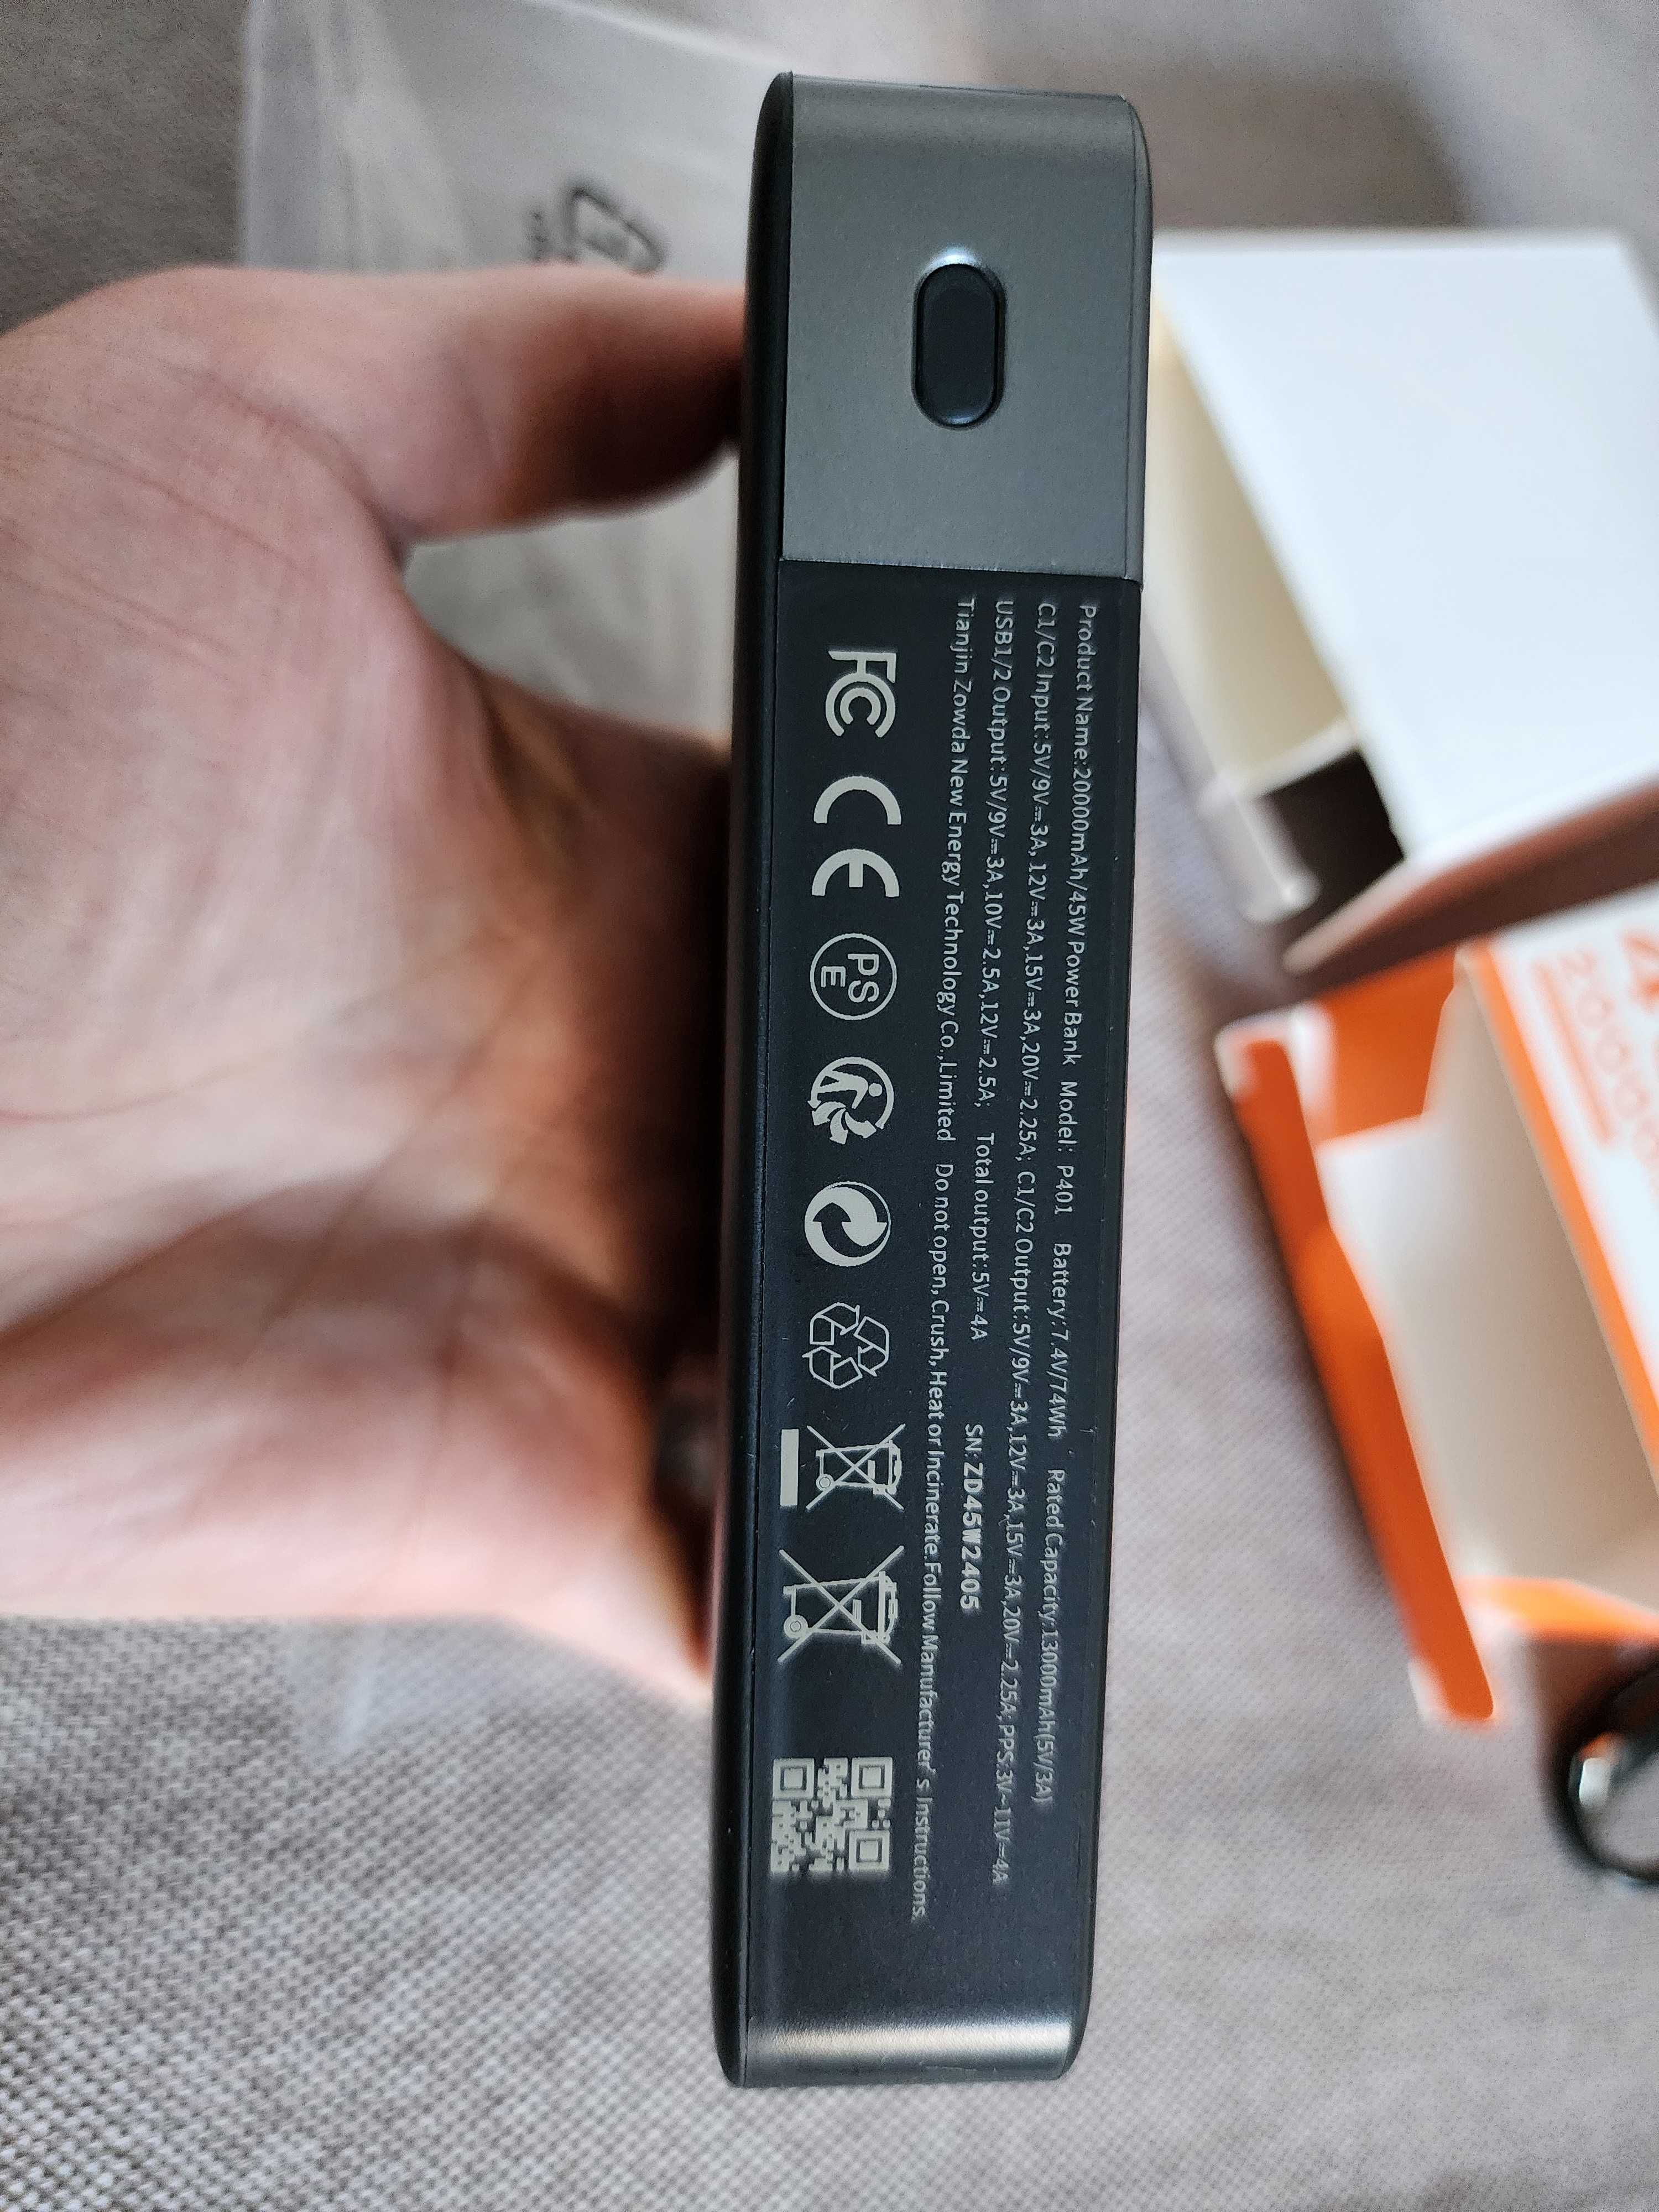 Product Name:20000mAh/45W Power Bank Model: P401 Battery:7.4V/74Wh Rated Capacity:13000mAh(5V/3A)
C1/C2 Input:5V/9V⎓3A, 12V⎓3A,15V⎓3A,20V⎓2.25A; C1/C2 Output:5V/9V⎓3A,12V⎓3A,15V⎓3A,20V⎓2.25A; PPS:3V~11V⎓4A
USB1/2 Output:5V/9V⎓3A,10V⎓2.5A,12V⎓2.5A; Total output:5V⎓4A SN:ZD45W2405
Tianjin Zowda New Energy Technology Co.,Limited Do not open, Crush, Heat or Incinerate.Follow Manufacturer's Instructions.
FC CE PSE